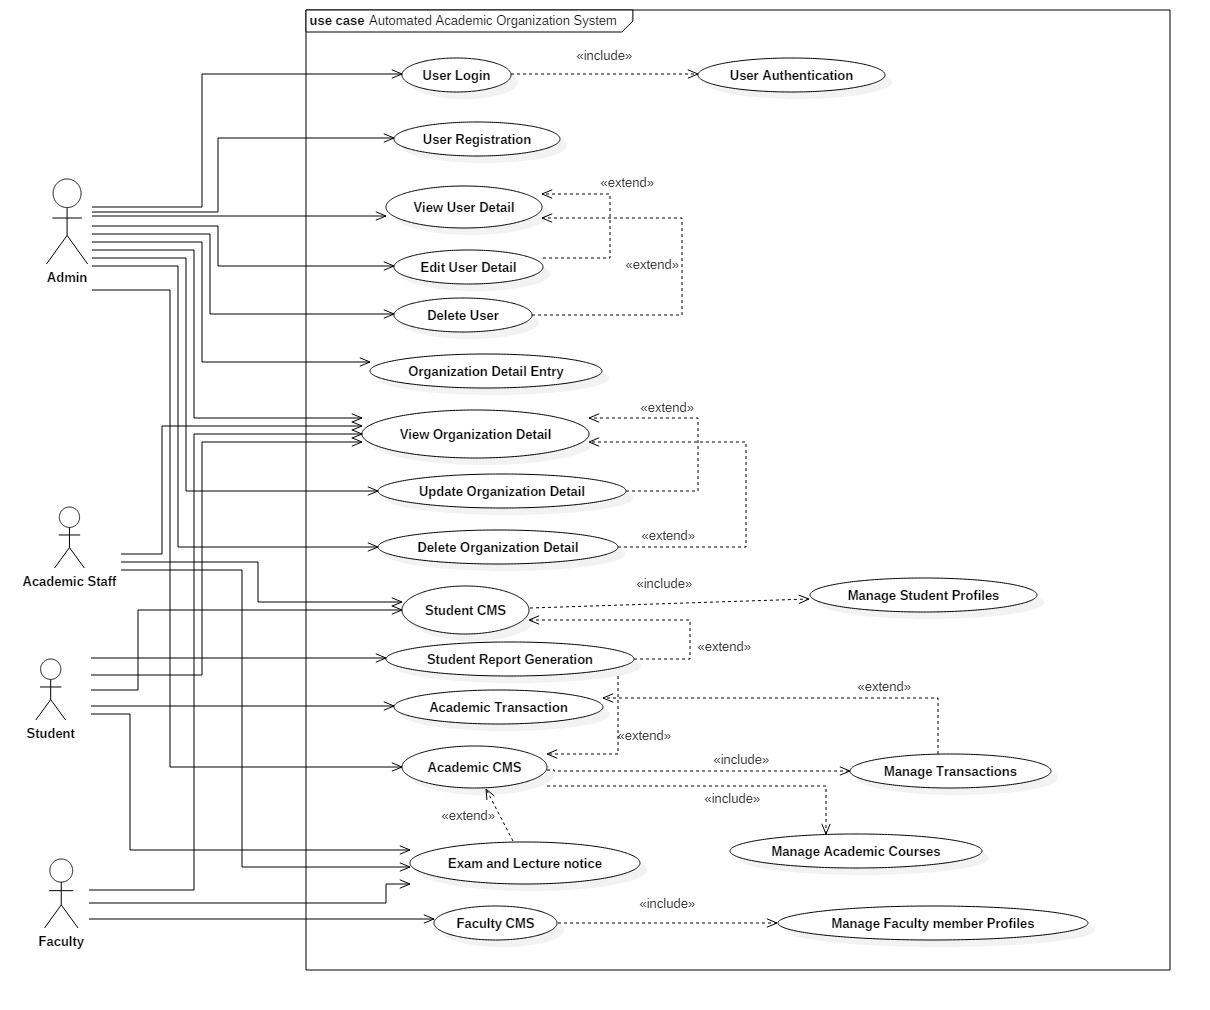 use case Automated Academic Organization System
«include»
User Login
User Authentication
User Registration
«extend»
View User Detail
Edit User Detail
«extend»
Admin
Delete User
Organization Detail Entry
«extend»
View Organization Detail
Update Organization Detail
«extend»
Delete Organization Detail
Academic Staff
«include»
Manage Student Profiles
Student CMS
«extend»
Student Report Generation
«extend»
Academic Transaction
Student
«extend»
«include»
Academic CMS
Manage Transactions
«include»
«extend»
Manage Academic Courses
Exam and Lecture notice
«include»
Faculty CMS
Manage Faculty member Profiles
Faculty